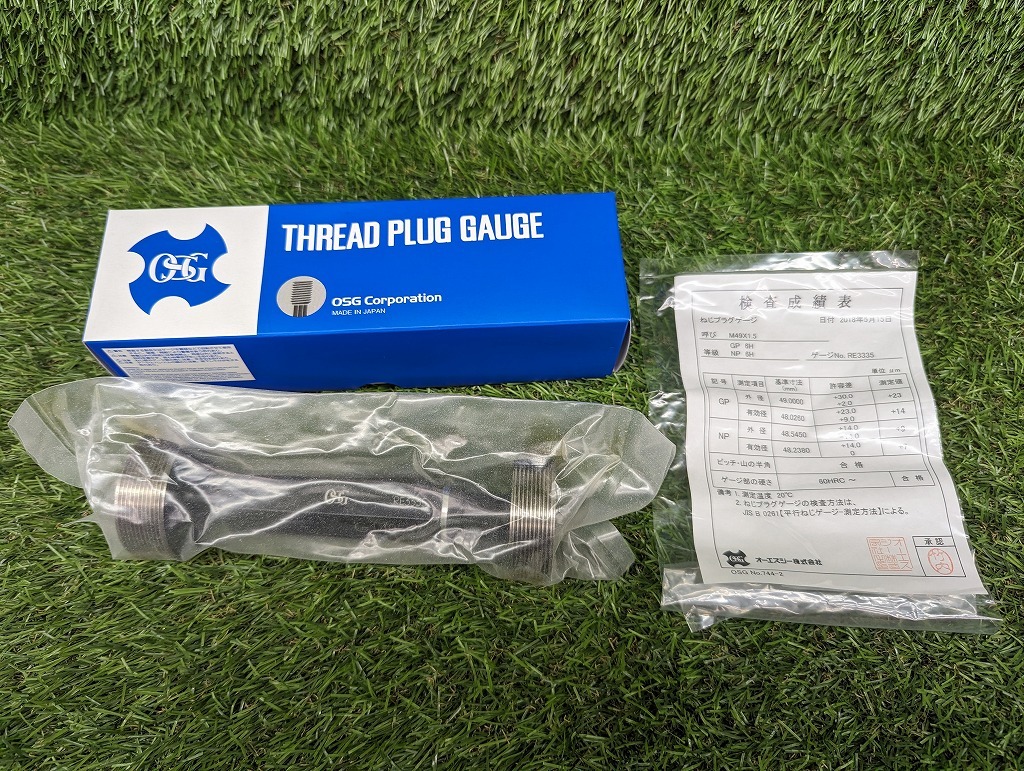 OSG
THREAD PLUG GAUGE
OSG Corporation
MADE IN JAPAN
OSG
検査成績表
ねじプラグゲージ 日付 2018年5月15日
呼び M49X1.5
等級 GP 6H
NP 6H ゲージNo. RE3335
単位 μm
記号 測定項目 基準寸法(mm) 許容差 測定値
GP 外径 49.0000 +30.0 +2.0 +23
有効径 48.0260 +23.0 +9.0 +14
NP 外径 48.5450 +14.0
有効径 48.2380 +14.0 0
ピッチ・山の半角 合格
ゲージ部の硬さ 60HRC ~ 合格
備考 1. 測定温度 20℃
2. ねじプラグゲージの検査方法は、
JIS B 0261【平行ねじゲージ-測定方法】による。
OSG オーエスジー株式会社
承認
OSG No.744-2